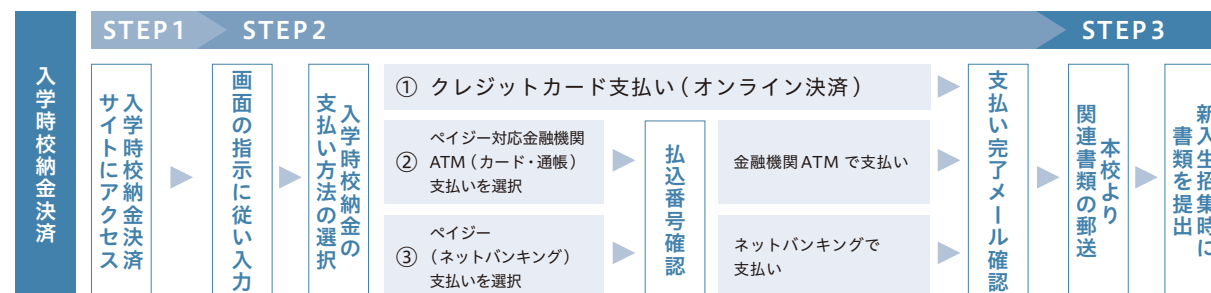 入学時校納金決済
STEP1
STEP2
STEP3
入学時校納金決済
サイトにアクセス
画面の指示に従い入力
入学時校納金の
支払い方法の選択
① クレジットカード支払い(オンライン決済)
② ペイジー対応金融機関
ATM(カード・通帳)
支払いを選択
③ ペイジー
(ネットバンキング)
支払いを選択
払込番号確認
金融機関ATMで支払い
ネットバンキングで
支払い
支払い完了メール確認
本校より
関連書類の郵送
新入生招集時に
書類を提出